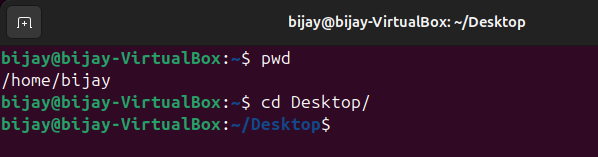 bijay@bijay-VirtualBox: ~/Desktop
bijay@bijay-VirtualBox:~$ pwd
/home/bijay
bijay@bijay-VirtualBox:~$ cd Desktop/
bijay@bijay-VirtualBox:~/Desktop$